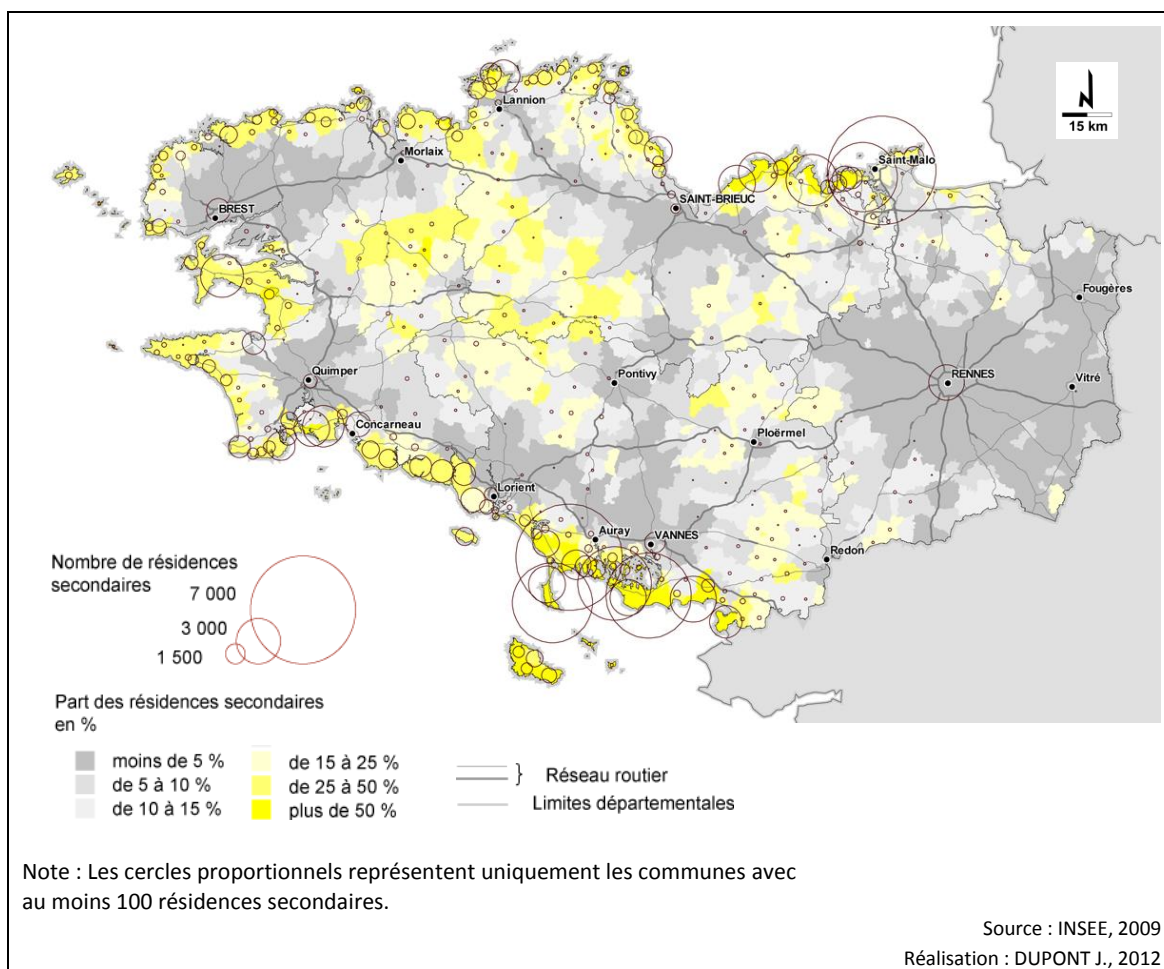 N
15 km
Lannion
Morlaix
Saint-Malo
BREST
SAINT-BRIEUC
Fougères
Quimper
Pontivy
RENNES
Vitré
Concarneau
Ploërmel
Lorient
Auray
VANNES
Redon
Nombre de résidences
secondaires
7 000
3 000
1 500
Part des résidences secondaires
en %
moins de 5 %
de 5 à 10 %
de 10 à 15 %
de 15 à 25 %
de 25 à 50 %
plus de 50 %
} Réseau routier
Limites départementales
Note : Les cercles proportionnels représentent uniquement les communes avec
au moins 100 résidences secondaires.
Source : INSEE, 2009
Réalisation : DUPONT J., 2012